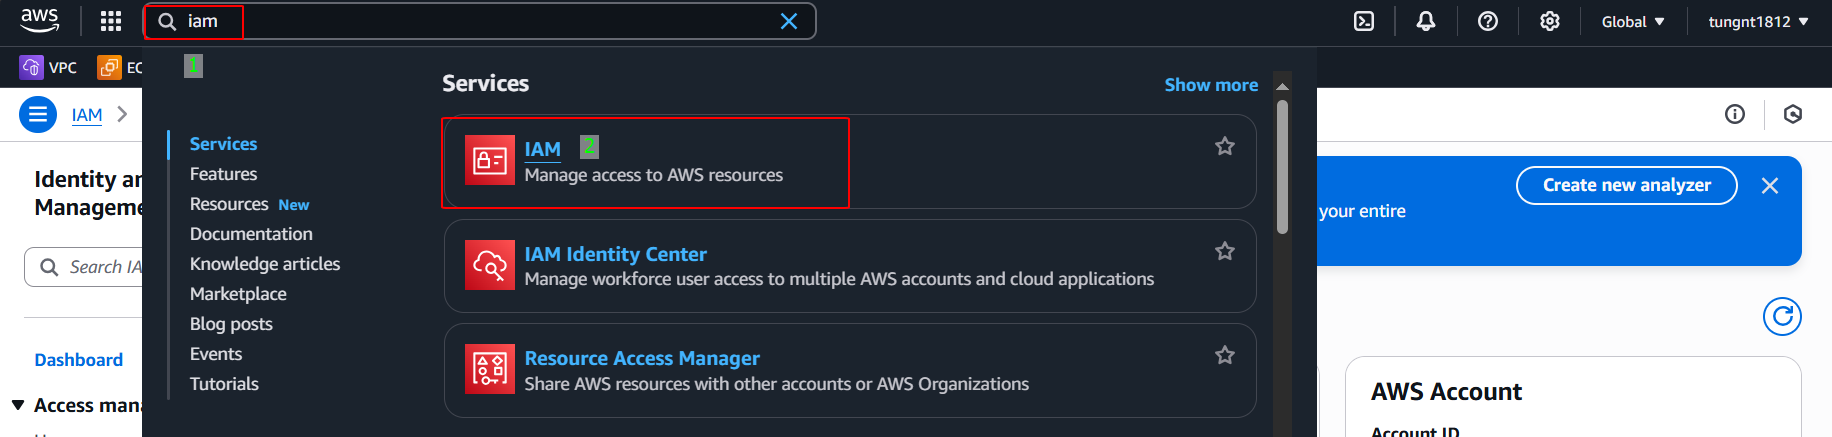 aws
iam
Global
tungnt1812
VPC
EC
1
Services
Show more
IAM
Services
Features
Resources New
Documentation
Knowledge articles
Marketplace
Blog posts
Events
Tutorials
IAM 2
Manage access to AWS resources
IAM Identity Center
Manage workforce user access to multiple AWS accounts and cloud applications
Resource Access Manager
Share AWS resources with other accounts or AWS Organizations
Identity an
Manageme
Search IA
Dashboard
Access mana
Create new analyzer
your entire
AWS Account
Account ID